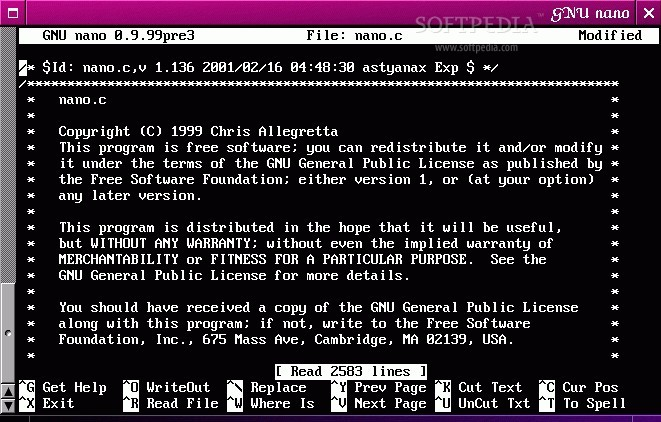 GNU nano
SOFTPEDIA
www.softpedia.com
GNU nano 0.9.99pre3 File: nano.c Modified
/* $Id: nano.c,v 1.136 2001/02/16 04:48:30 astyanax Exp $ */
/**************************************************************************
* nano.c *
* *
* Copyright (C) 1999 Chris Allegretta *
* This program is free software; you can redistribute it and/or modify *
* it under the terms of the GNU General Public License as published by *
* the Free Software Foundation; either version 1, or (at your option) *
* any later version. *
* *
* This program is distributed in the hope that it will be useful, *
* but WITHOUT ANY WARRANTY; without even the implied warranty of *
* MERCHANTABILITY or FITNESS FOR A PARTICULAR PURPOSE. See the *
* GNU General Public License for more details. *
* *
* You should have received a copy of the GNU General Public License *
* along with this program; if not, write to the Free Software *
* Foundation, Inc., 675 Mass Ave, Cambridge, MA 02139, USA. *
* *
[ Read 2583 lines ]
^G Get Help ^O WriteOut ^\ Replace ^Y Prev Page ^K Cut Text ^C Cur Pos
^X Exit ^R Read File ^W Where Is ^V Next Page ^U UnCut Txt ^T To Spell